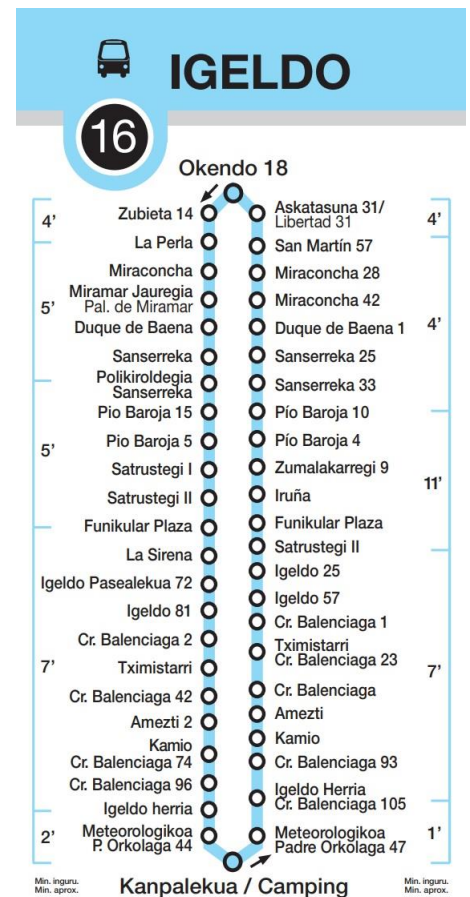 IGELDO
16
Okendo 18
4'
Zubieta 14
La Perla
Miraconcha
Miramar Jauregia
Pal. de Miramar
5'
Duque de Baena
Sanserreka
Polikiroldegia
Sanserreka
Pio Baroja 15
Pio Baroja 5
5'
Satrustegi I
Satrustegi II
Funikular Plaza
La Sirena
Igeldo Pasealekua 72
Igeldo 81
Cr. Balenciaga 2
7'
Tximistarri
Cr. Balenciaga 42
Amezti 2
Kamio
Cr. Balenciaga 74
Cr. Balenciaga 96
Igeldo herria
2'
Meteorologikoa
P. Orkolaga 44
Askatasuna 31/
Libertad 31
4'
San Martín 57
Miraconcha 28
Miraconcha 42
Duque de Baena 1
4'
Sanserreka 25
Sanserreka 33
Pío Baroja 10
Pío Baroja 4
Zumalakarregi 9
11'
Iruña
Funikular Plaza
Satrustegi II
Igeldo 25
Igeldo 57
Cr. Balenciaga 1
Tximistarri
Cr. Balenciaga 23
7'
Cr. Balenciaga
Amezti
Kamio
Cr. Balenciaga 93
Igeldo Herria
Cr. Balenciaga 105
Meteorologikoa
Padre Orkolaga 47
1'
Min. inguru.
Min. aprox.
Kanpalekua / Camping
Min. inguru.
Min. aprox.